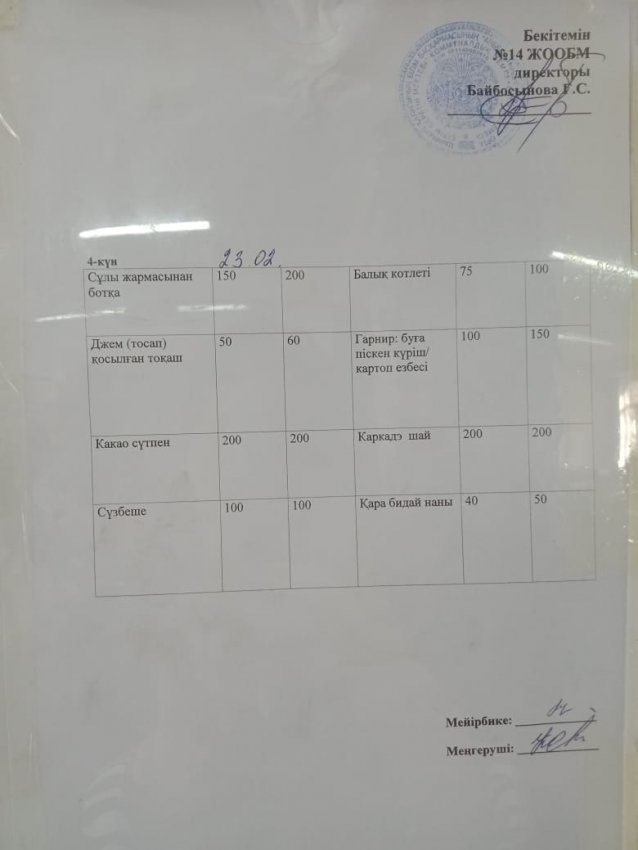 Бекітемін
№14 ЖООБМ
директоры
Байбосынова Г.С.
4-күн 23 02.
Сұлы жармасынан 150 200 Балық котлеті 75 100
ботқа
Джем (тосап) 50 60 Гарнир: буға 100 150
қосылған тоқаш піскен күріш/
картоп езбесі
Какао сүтпен 200 200 Каркадэ шай 200 200
Сүзбеше 100 100 Қара бидай наны 40 50
Мейірбике:
Меңгеруші: